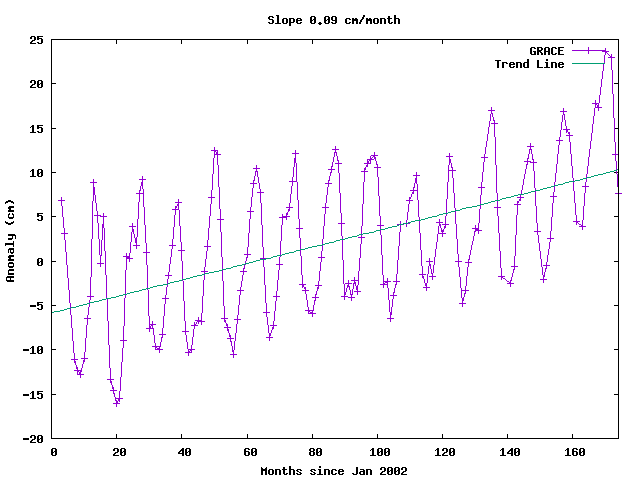 Slope 0.09 cm/month
GRACE
Trend Line
25
20
15
10
5
0
-5
-10
-15
-20
Anomaly (cm)
0 20 40 60 80 100 120 140 160
Months since Jan 2002